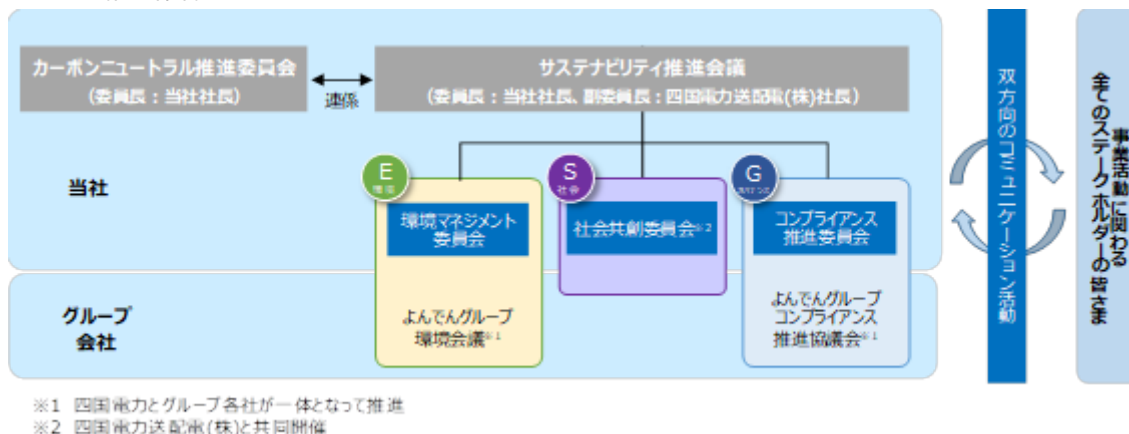 カーボンニュートラル推進委員会
(委員長：当社社長)
連係
サステナビリティ推進会議
(委員長：当社社長、副委員長：四国電力送配電(株)社長)
当社
E
環境
環境マネジメント
委員会
よんでんグループ
環境会議※1
S
社会
社会共創委員会※2
G
ガバナンス
コンプライアンス
推進委員会
よんでんグループ
コンプライアンス
推進協議会※1
グループ
会社
双方向のコミュニケーション活動
事業活動に関わる
全てのステークホルダーの皆さま
※1 四国電力とグループ各社が一体となって推進
※2 四国電力送配電(株)と共同開催